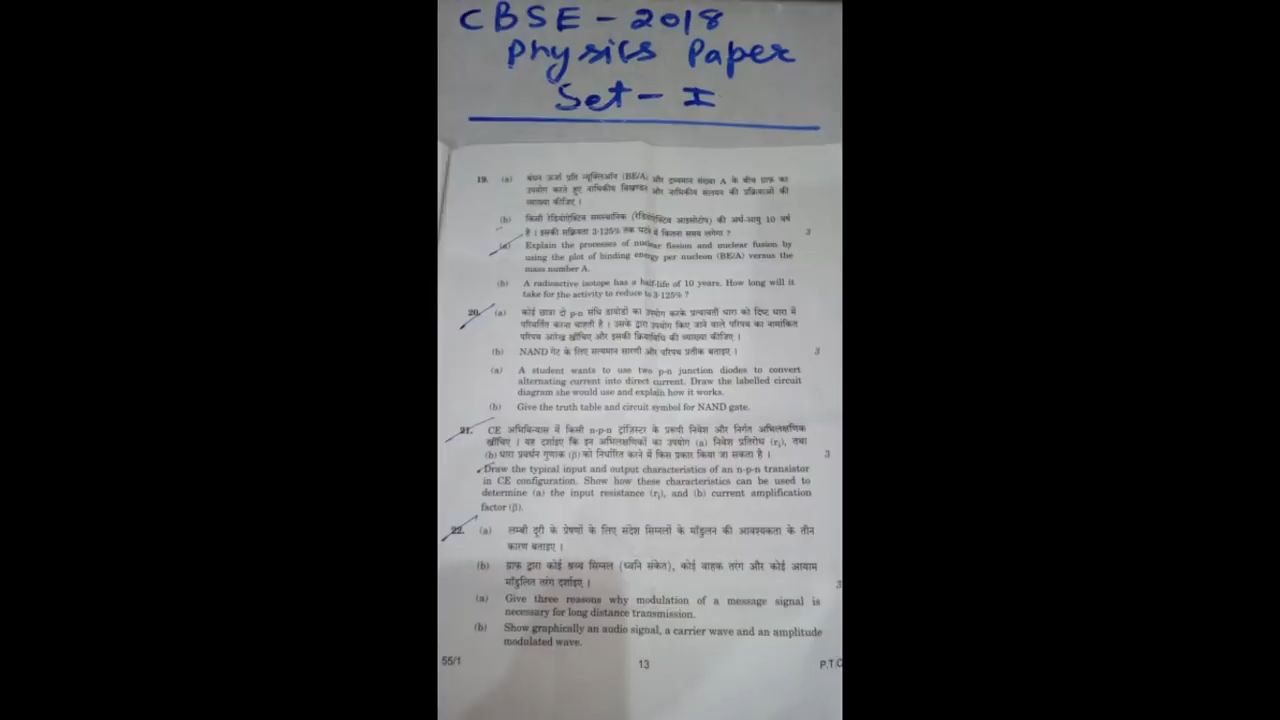 CBSE - 2018
Physics Paper
Set - I
19. (a) बंधन ऊर्जा प्रति न्यूक्लिऑन (BE/A) और द्रव्यमान संख्या A के बीच ग्राफ का
उपयोग करते हुए नाभिकीय विखण्डन और नाभिकीय संलयन की प्रक्रियाओं की
व्याख्या कीजिए ।
(b) किसी रेडियोऐक्टिव समस्थानिक (रेडियोऐक्टिव आइसोटोप) की अर्ध-आयु 10 वर्ष
है । इसकी सक्रियता 3·125% तक घटने में कितना समय लगेगा ? 3
(a) Explain the processes of nuclear fission and nuclear fusion by
using the plot of binding energy per nucleon (BE/A) versus the
mass number A.
(b) A radioactive isotope has a half-life of 10 years. How long will it
take for the activity to reduce to 3·125% ?
20. (a) कोई छात्रा दो p-n संधि डायोडों का उपयोग करके प्रत्यावर्ती धारा को दिष्ट धारा में
परिवर्तित करना चाहती है । उसके द्वारा उपयोग किए जाने वाले परिपथ का नामांकित
परिपथ आरेख खींचिए और इसकी क्रियाविधि की व्याख्या कीजिए ।
(b) NAND गेट के लिए सत्यमान सारणी और परिपथ प्रतीक बताइए । 3
(a) A student wants to use two p-n junction diodes to convert
alternating current into direct current. Draw the labelled circuit
diagram she would use and explain how it works.
(b) Give the truth table and circuit symbol for NAND gate.
21. CE अभिविन्यास में किसी n-p-n ट्रांज़िस्टर के प्ररूपी निवेश और निर्गत अभिलक्षणिक
खींचिए । यह दर्शाइए कि इन अभिलक्षणिकों का उपयोग (a) निवेश प्रतिरोध (ri), तथा
(b) धारा प्रवर्धन गुणांक (β) को निर्धारित करने में किस प्रकार किया जा सकता है । 3
Draw the typical input and output characteristics of an n-p-n transistor
in CE configuration. Show how these characteristics can be used to
determine (a) the input resistance (ri), and (b) current amplification
factor (β).
22. (a) लम्बी दूरी के प्रेषणों के लिए संदेश सिग्नलों के मॉडुलन की आवश्यकता के तीन
कारण बताइए ।
(b) ग्राफ द्वारा कोई श्रव्य सिग्नल (ध्वनि संकेत), कोई वाहक तरंग और कोई आयाम
मॉडुलित तरंग दर्शाइए । 3
(a) Give three reasons why modulation of a message signal is
necessary for long distance transmission.
(b) Show graphically an audio signal, a carrier wave and an amplitude
modulated wave.
55/1 13 P.T.O